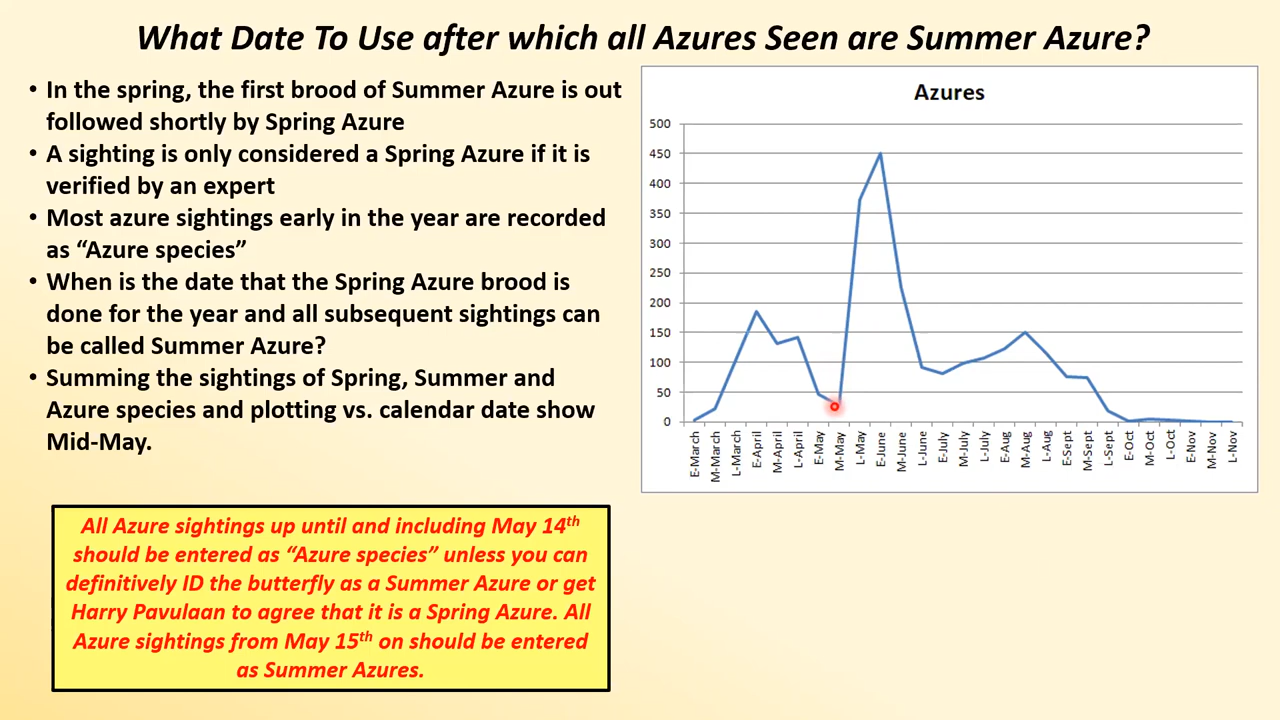 What Date To Use after which all Azures Seen are Summer Azure?
• In the spring, the first brood of Summer Azure is out
followed shortly by Spring Azure
• A sighting is only considered a Spring Azure if it is
verified by an expert
• Most azure sightings early in the year are recorded
as “Azure species”
• When is the date that the Spring Azure brood is
done for the year and all subsequent sightings can
be called Summer Azure?
• Summing the sightings of Spring, Summer and
Azure species and plotting vs. calendar date show
Mid-May.
All Azure sightings up until and including May 14th
should be entered as “Azure species” unless you can
definitively ID the butterfly as a Summer Azure or get
Harry Pavulaan to agree that it is a Spring Azure. All
Azure sightings from May 15th on should be entered
as Summer Azures.
Azures
500
450
400
350
300
250
200
150
100
50
0
E-March
M-March
L-March
E-April
M-April
L-April
E-May
M-May
L-May
E-June
M-June
L-June
E-July
M-July
L-July
E-Aug
M-Aug
L-Aug
E-Sept
M-Sept
L-Sept
E-Oct
M-Oct
L-Oct
E-Nov
M-Nov
L-Nov